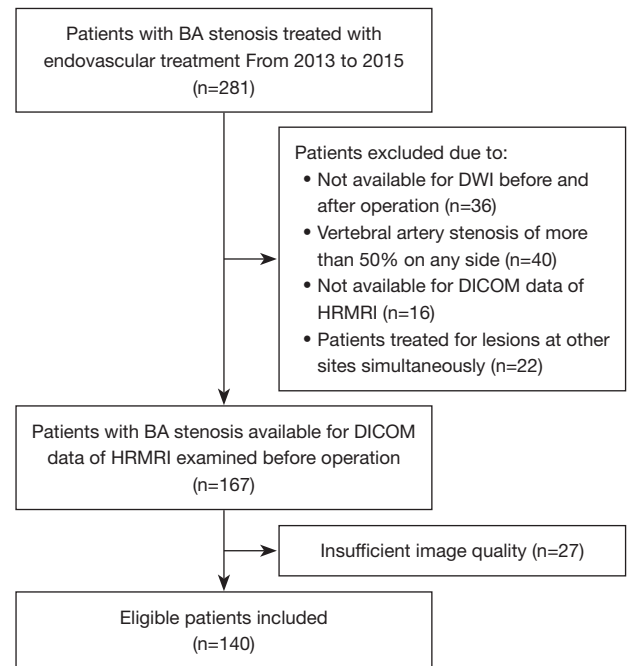 Patients with BA stenosis treated with
endovascular treatment From 2013 to 2015
(n=281)
Patients excluded due to:
• Not available for DWI before and
after operation (n=36)
• Vertebral artery stenosis of more
than 50% on any side (n=40)
• Not available for DICOM data of
HRMRI (n=16)
• Patients treated for lesions at other
sites simultaneously (n=22)
Patients with BA stenosis available for DICOM
data of HRMRI examined before operation
(n=167)
Insufficient image quality (n=27)
Eligible patients included
(n=140)